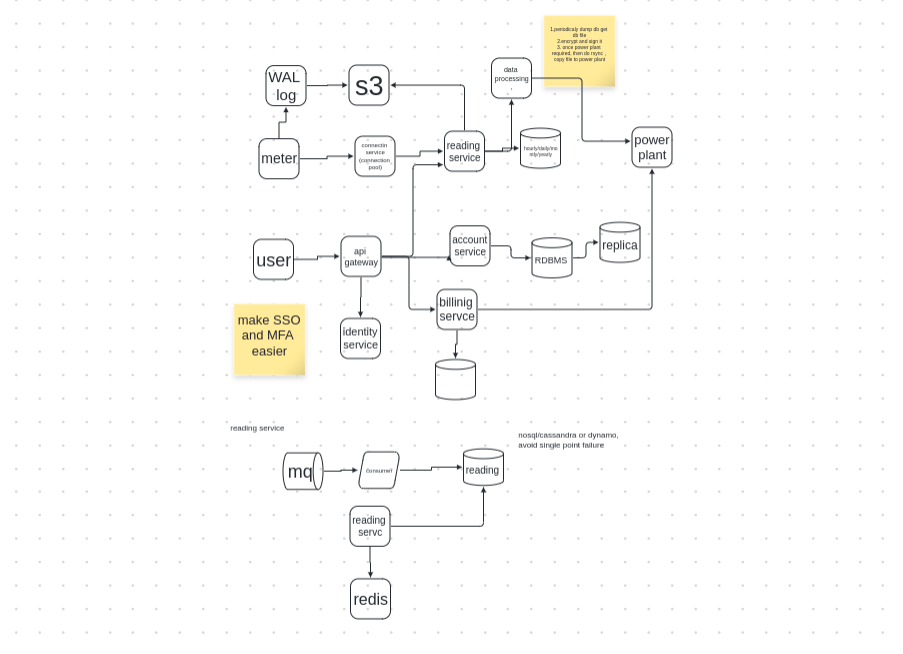 1.periodicaly dump db get
db file
2.encrypt and sign it
3. once power plant
required, then do rsync ,
copy file to power plant
data
processing
WAL
log
s3
meter
connectin
service
(connection
pool)
reading
service
hourly/daily/mo
ntly/yearly
power
plant
user
api
gateway
account
service
RDBMS
replica
make SSO
and MFA
easier
identity
service
billinig
servce
reading service
nosql/cassandra or dynamo,
avoid single point failure
mq
consumer
reading
reading
servc
redis